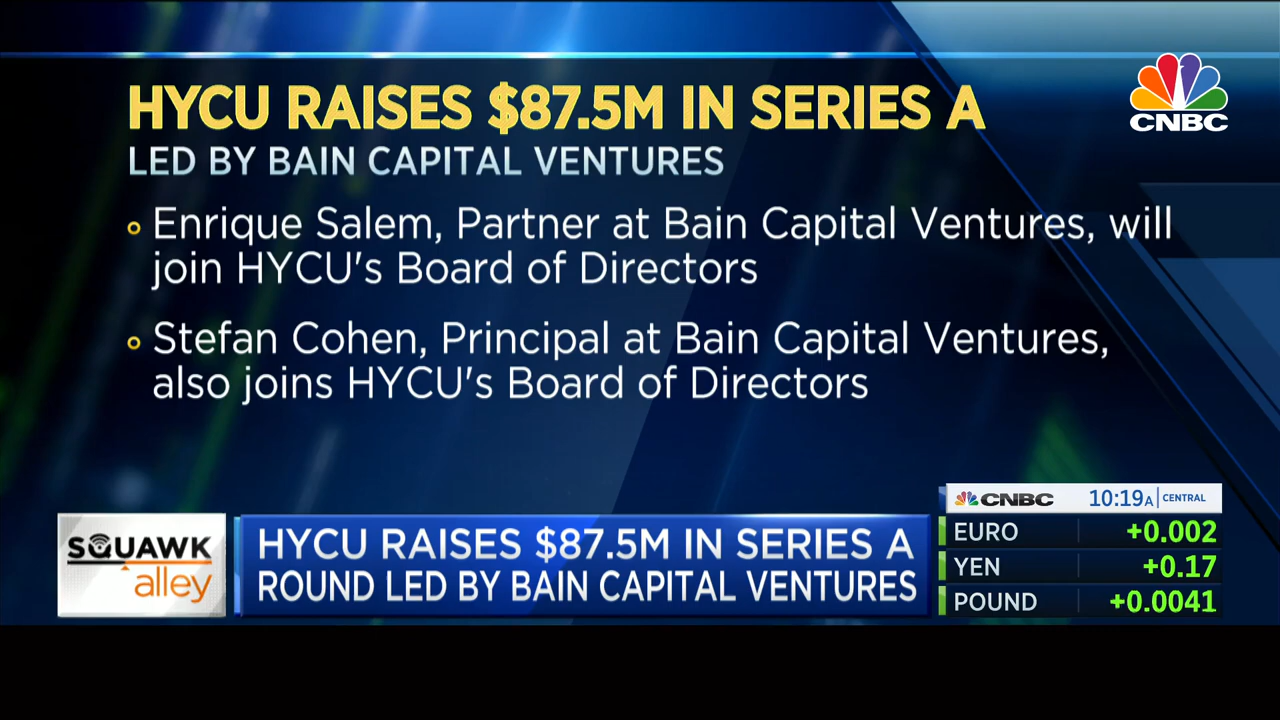 HYCU RAISES $87.5M IN SERIES A
LED BY BAIN CAPITAL VENTURES
Enrique Salem, Partner at Bain Capital Ventures, will
join HYCU's Board of Directors
Stefan Cohen, Principal at Bain Capital Ventures,
also joins HYCU's Board of Directors
CNBC
SQUAWK
alley
HYCU RAISES $87.5M IN SERIES A
ROUND LED BY BAIN CAPITAL VENTURES
CNBC 10:19A CENTRAL
EURO +0.002
YEN +0.17
POUND +0.0041